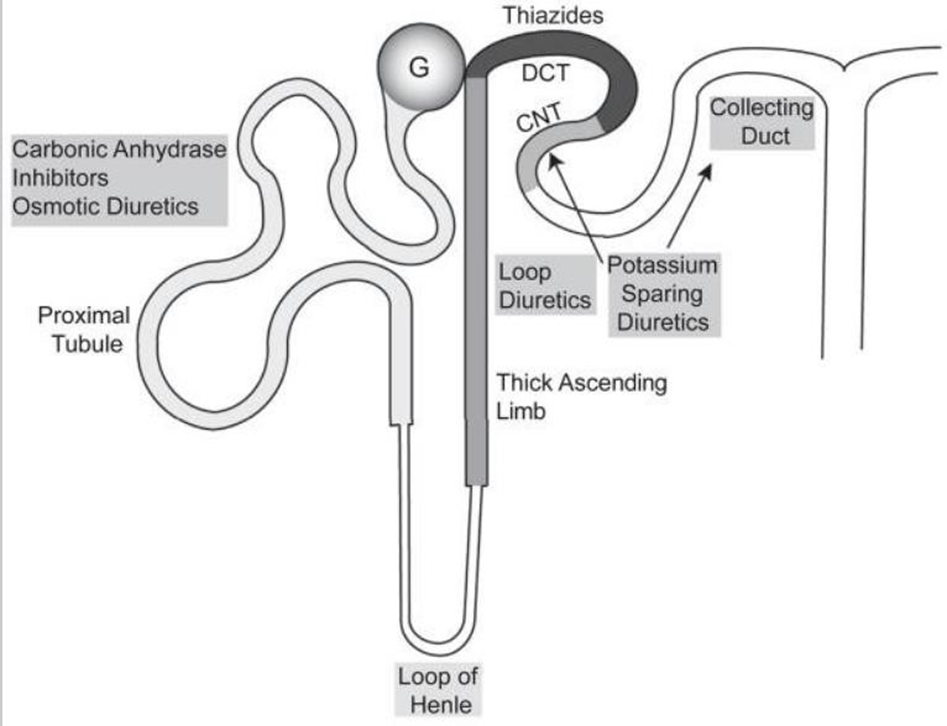 Thiazides
G
DCT
CNT
Collecting
Duct
Carbonic Anhydrase
Inhibitors
Osmotic Diuretics
Loop
Diuretics
Potassium
Sparing
Diuretics
Proximal
Tubule
Thick Ascending
Limb
Loop of
Henle